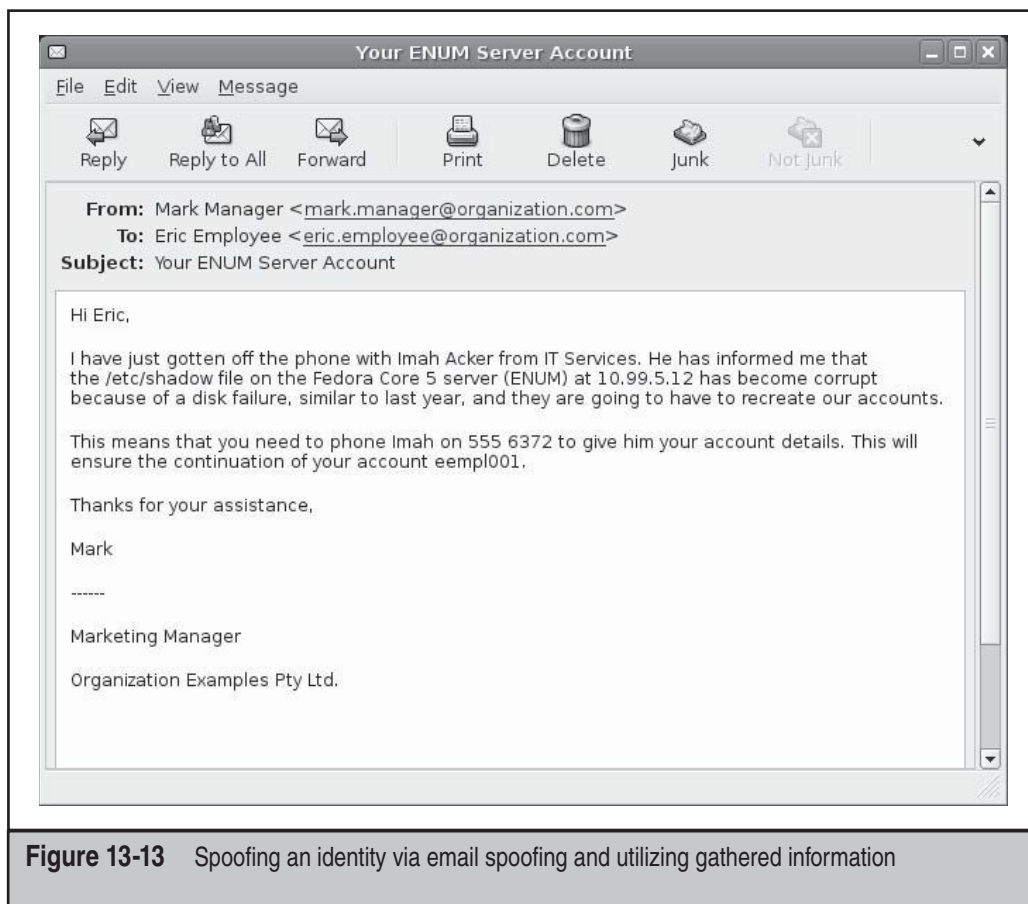 Your ENUM Server Account
File Edit View Message
Reply Reply to All Forward Print Delete Junk Not Junk
From: Mark Manager <mark.manager@organization.com>
To: Eric Employee <eric.employee@organization.com>
Subject: Your ENUM Server Account
Hi Eric,
I have just gotten off the phone with Imah Acker from IT Services. He has informed me that
the /etc/shadow file on the Fedora Core 5 server (ENUM) at 10.99.5.12 has become corrupt
because of a disk failure, similar to last year, and they are going to have to recreate our accounts.
This means that you need to phone Imah on 555 6372 to give him your account details. This will
ensure the continuation of your account eempl001.
Thanks for your assistance,
Mark
------
Marketing Manager
Organization Examples Pty Ltd.
Figure 13-13 Spoofing an identity via email spoofing and utilizing gathered information